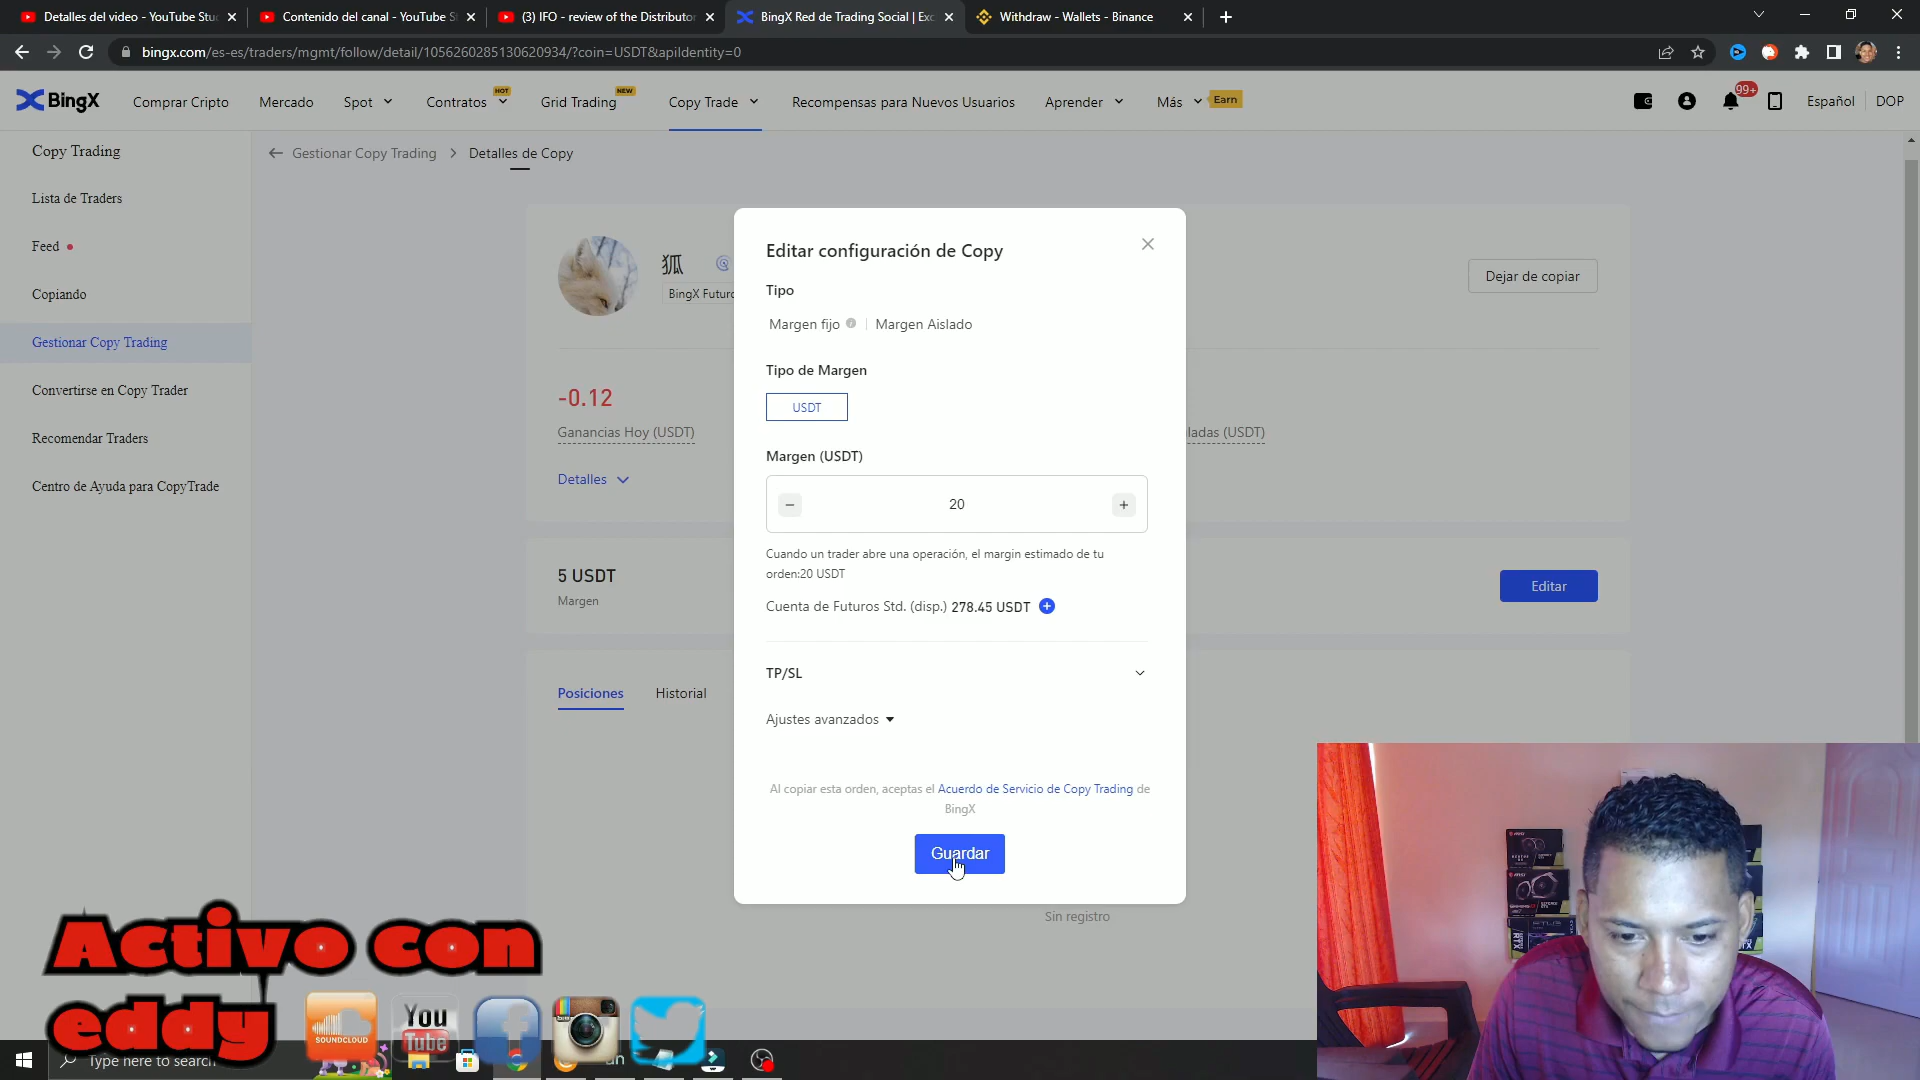 Detalles del video - YouTube Stu
Contenido del canal - YouTube S
(3) IFO - review of the Distributor
BingX Red de Trading Social | Exc
Withdraw - Wallets - Binance
bingx.com/es-es/traders/mgmt/follow/detail/1056260285130620934/?coin=USDT&apiIdentity=0
BingX
Comprar Cripto
Mercado
Spot
Contratos
HOT
Grid Trading
NEW
Copy Trade
Recompensas para Nuevos Usuarios
Aprender
Más
Earn
99+
Español
DOP
Copy Trading
Lista de Traders
Feed
Copiando
Gestionar Copy Trading
Convertirse en Copy Trader
Recomendar Traders
Centro de Ayuda para CopyTrade
Gestionar Copy Trading > Detalles de Copy
狐
BingX Futuro
Dejar de copiar
-0.12
Ganancias Hoy (USDT)
ladas (USDT)
Detalles
5 USDT
Margen
Editar
Posiciones
Historial
Sin registro
Editar configuración de Copy
Tipo
Margen fijo | Margen Aislado
Tipo de Margen
USDT
Margen (USDT)
− 20 +
Cuando un trader abre una operación, el margin estimado de tu
orden:20 USDT
Cuenta de Futuros Std. (disp.) 278.45 USDT
TP/SL
Ajustes avanzados
Al copiar esta orden, aceptas el Acuerdo de Servicio de Copy Trading de
BingX
Guardar
Activo con
eddy
SOUNDCLOUD
You
Tube
Type here to search